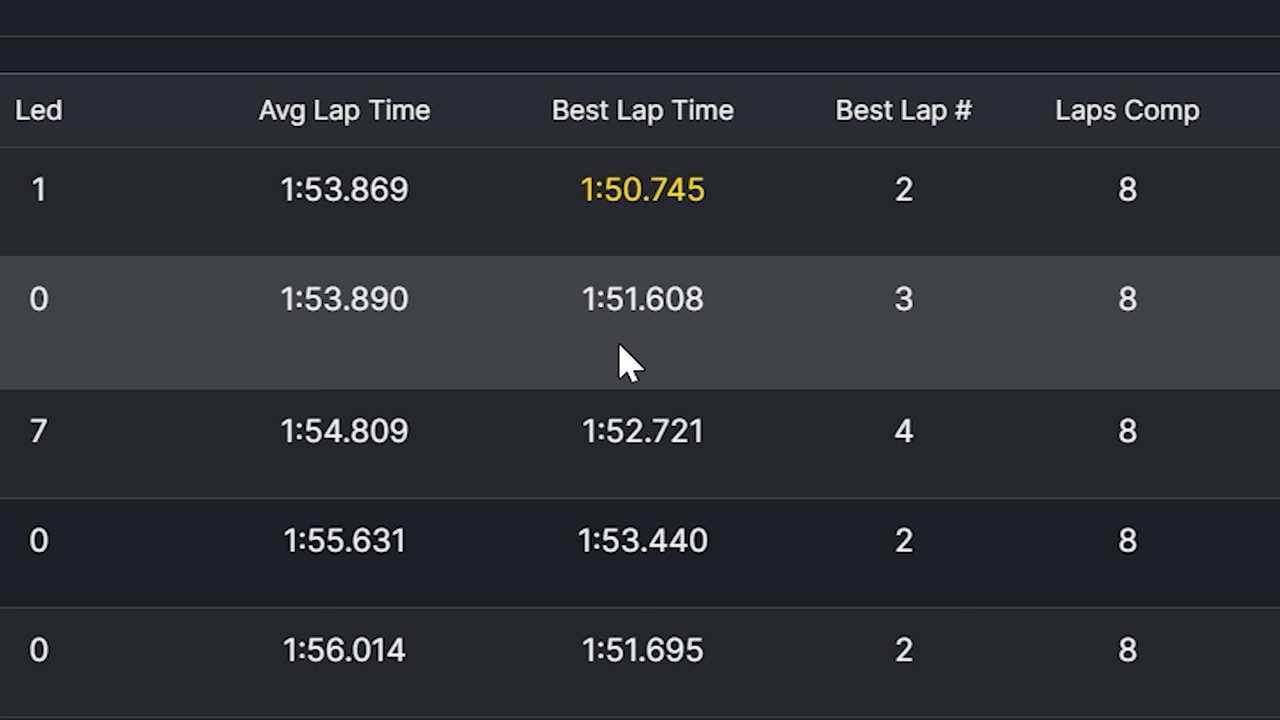 Led Avg Lap Time Best Lap Time Best Lap # Laps Comp
1 1:53.869 1:50.745 2 8
0 1:53.890 1:51.608 3 8
7 1:54.809 1:52.721 4 8
0 1:55.631 1:53.440 2 8
0 1:56.014 1:51.695 2 8